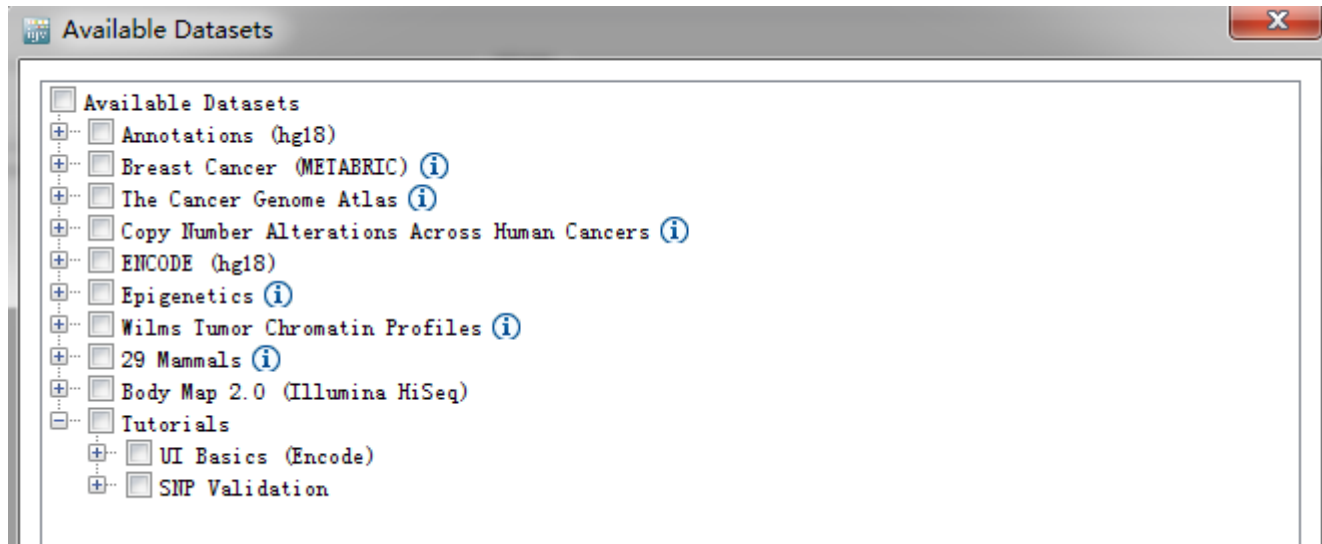 Available Datasets
Available Datasets
Annotations (hg18)
Breast Cancer (METABRIC)
The Cancer Genome Atlas
Copy Number Alterations Across Human Cancers
ENCODE (hg18)
Epigenetics
Wilms Tumor Chromatin Profiles
29 Mammals
Body Map 2.0 (Illumina HiSeq)
Tutorials
UI Basics (Encode)
SNP Validation